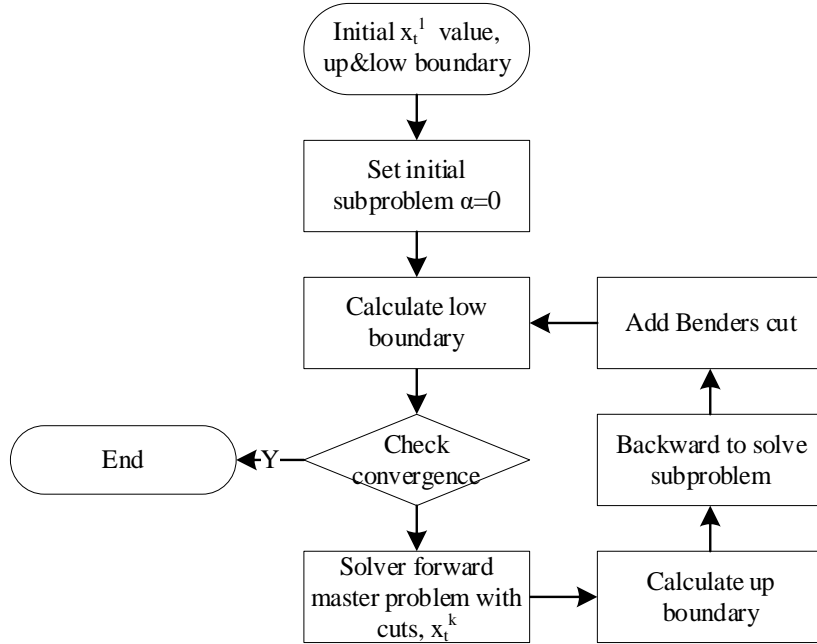 Initial x_t^1 value,
up&low boundary
Set initial
subproblem α=0
Calculate low
boundary
Add Benders cut
Check
convergence
Y
End
Backward to solve
subproblem
Solver forward
master problem with
cuts, x_t^k
Calculate up
boundary